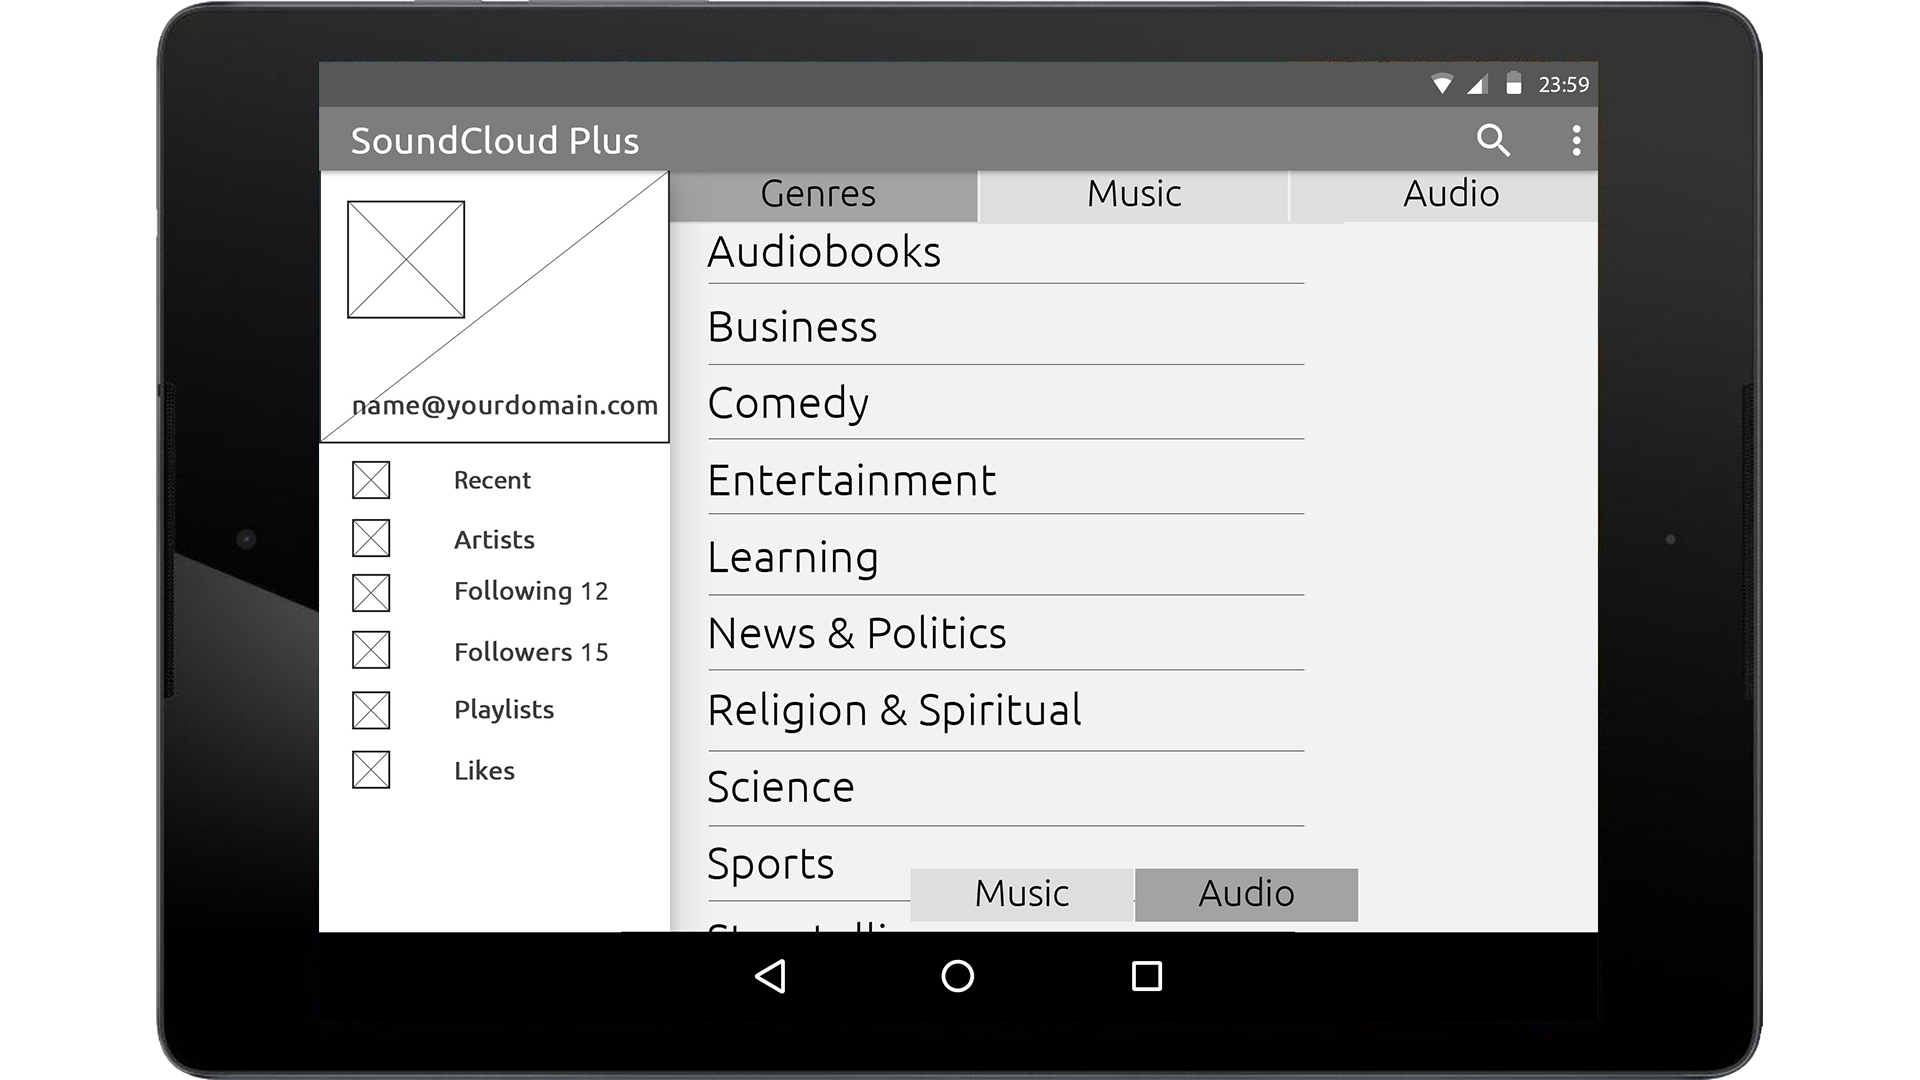 23:59
SoundCloud Plus
Genres Music Audio
name@yourdomain.com
Recent
Artists
Following 12
Followers 15
Playlists
Likes
Audiobooks
Business
Comedy
Entertainment
Learning
News & Politics
Religion & Spiritual
Science
Sports
Music Audio